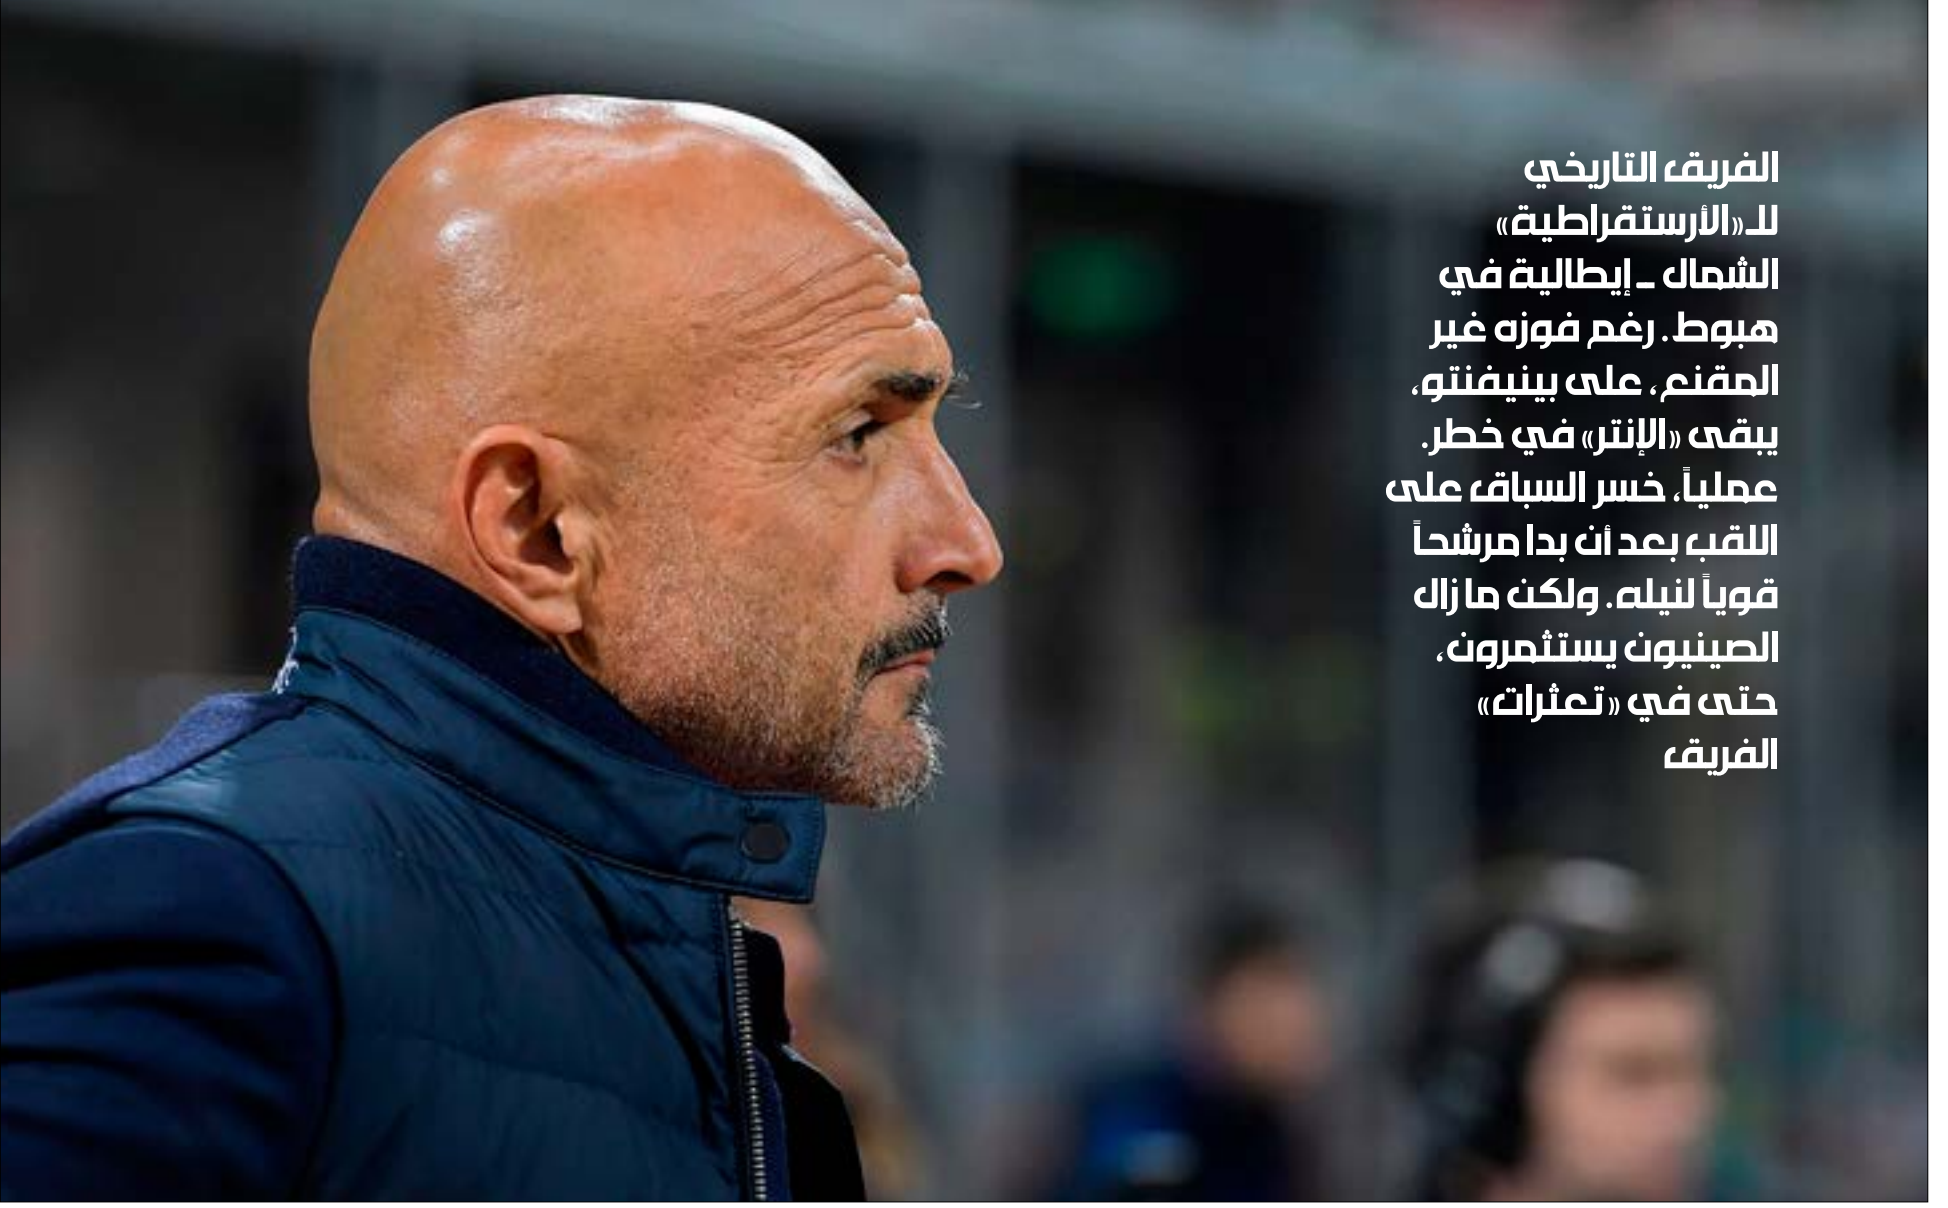 الفريق التاريخي
للـ«الأرستقراطية»
الشمال ـ إيطالية في
هبوط. رغم فوزه غير
المقنع، على بينيفنتو،
يبقى «الإنتر» في خطر.
عملياً، خسر السباق على
اللقب بعد أن بدا مرشحاً
قوياً لنيله. ولكن ما زال
الصينيون يستثمرون،
حتى في «تعثرات»
الفريق